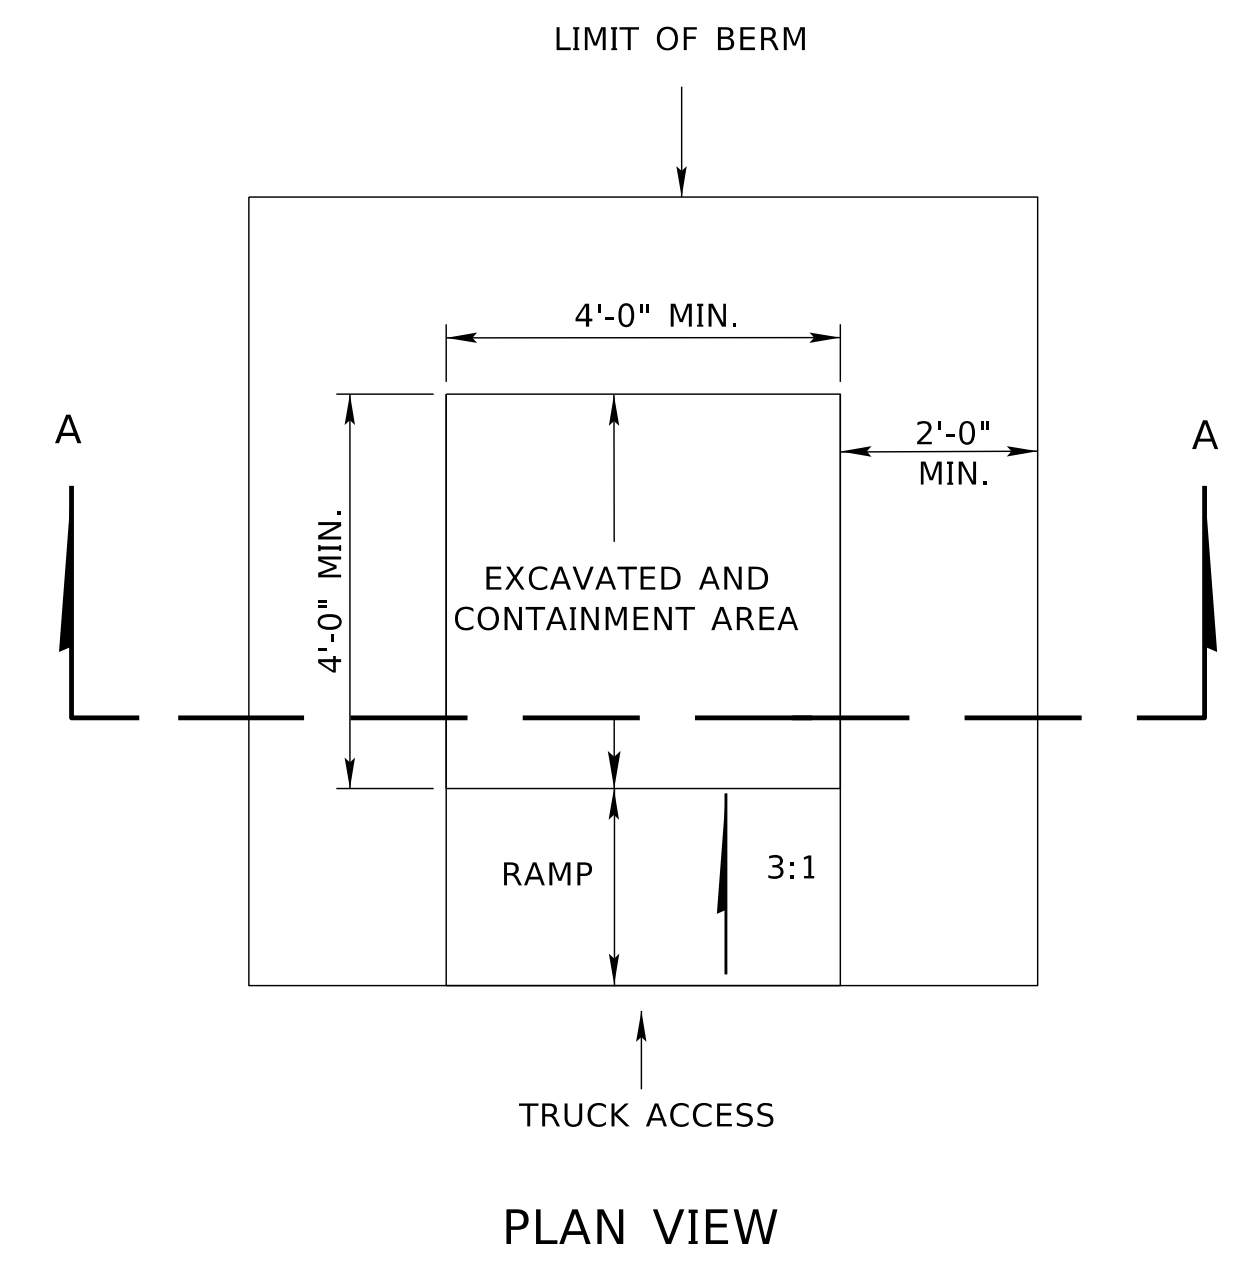 LIMIT OF BERM
4'-0" MIN.
A
2'-0"
MIN.
A
4'-0" MIN.
EXCAVATED AND
CONTAINMENT AREA
RAMP
3:1
TRUCK ACCESS
PLAN VIEW